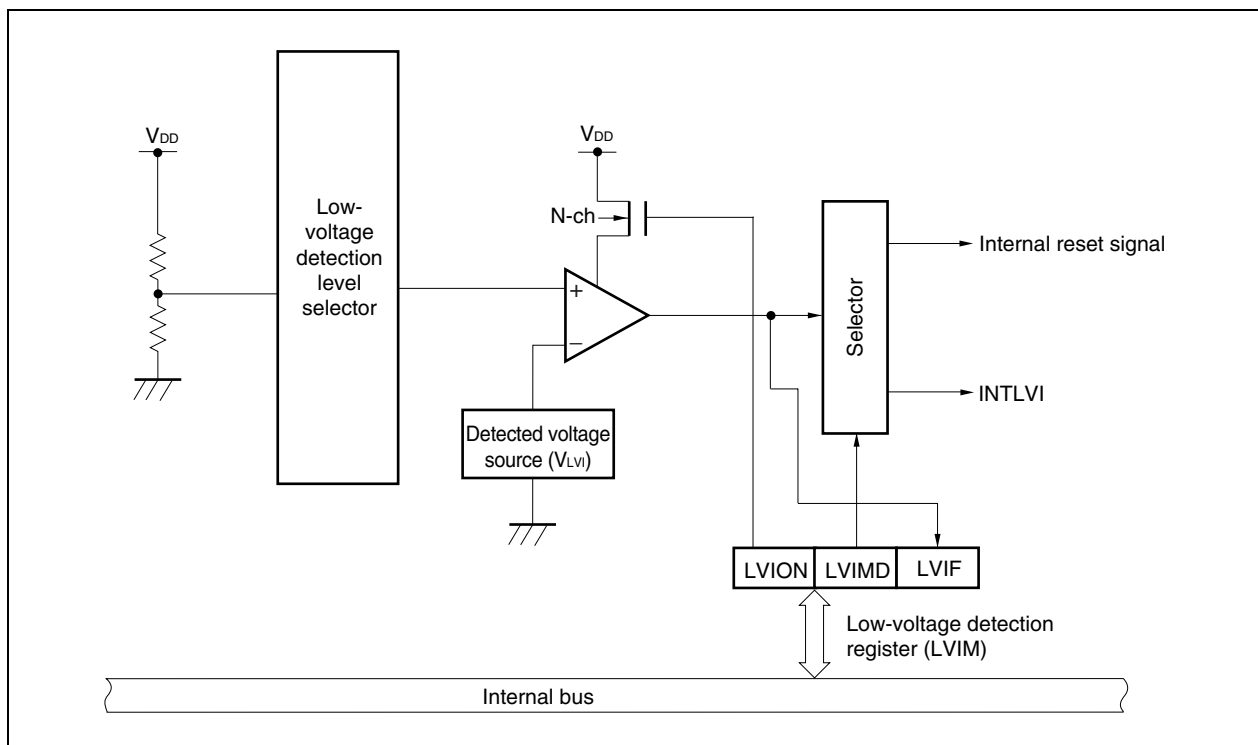 VDD
Low-
voltage
detection
level
selector
VDD
N-ch
+
−
Detected voltage
source (VLVI)
Selector
Internal reset signal
INTLVI
LVION
LVIMD
LVIF
Low-voltage detection
register (LVIM)
Internal bus